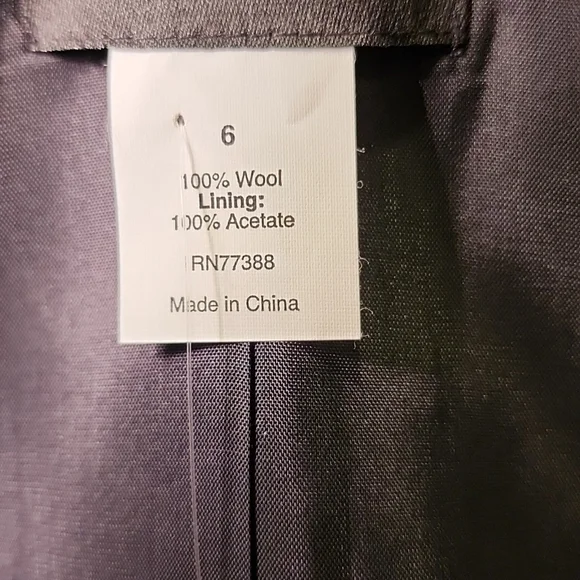 6
100% Wool
Lining:
100% Acetate
RN77388
Made in China